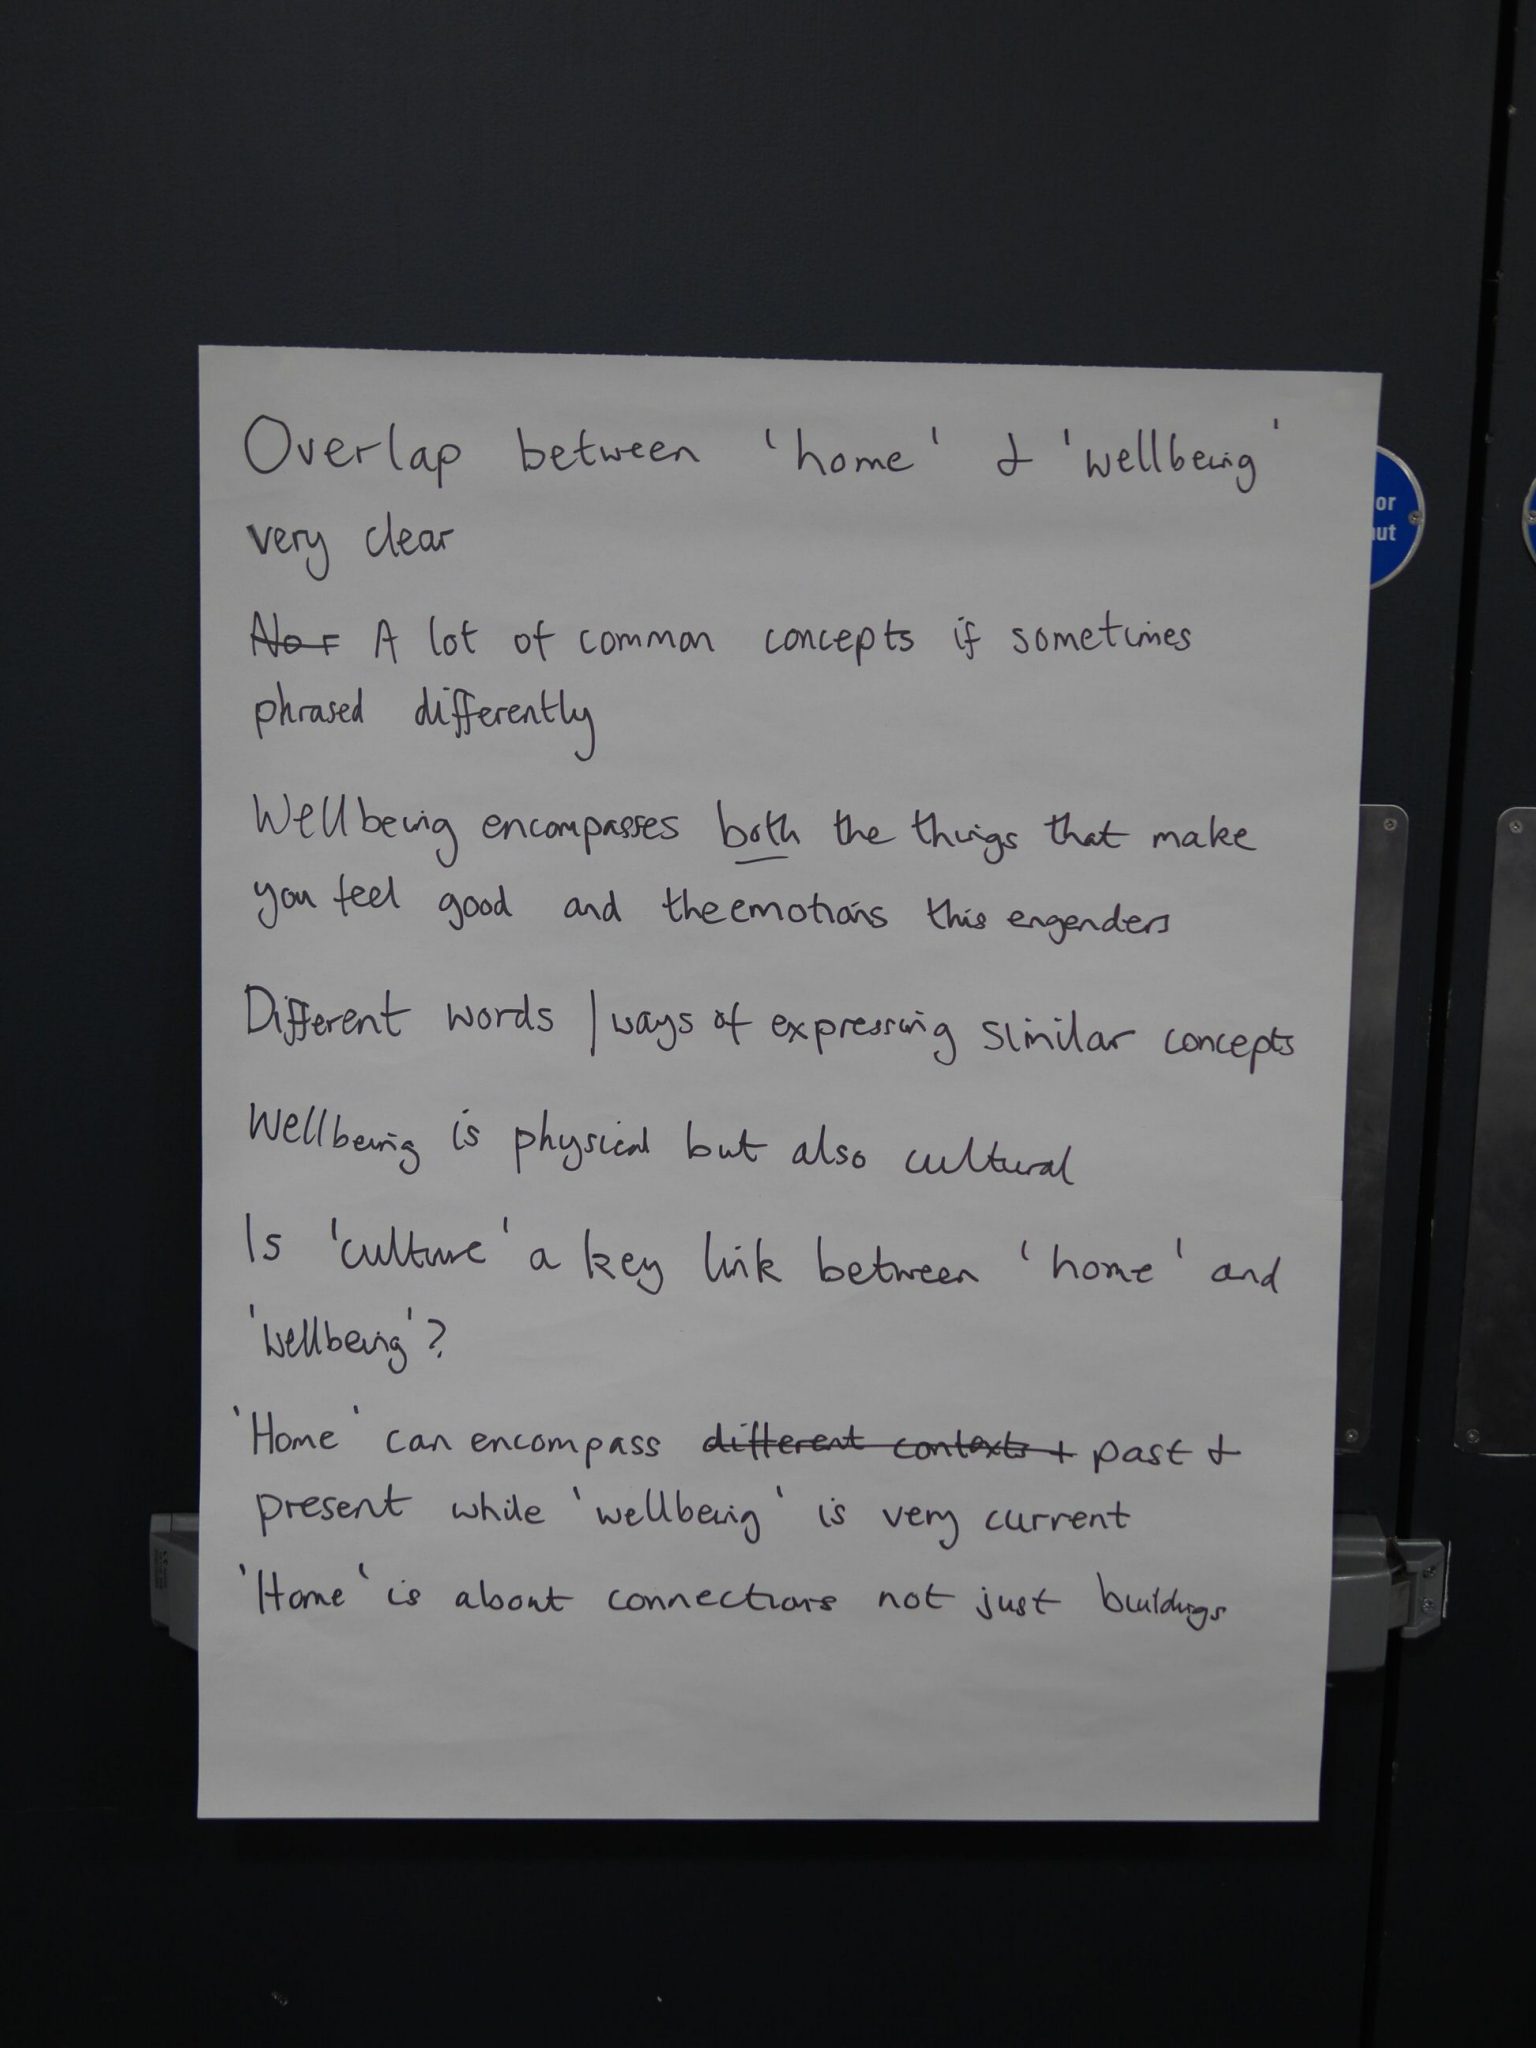 Overlap between 'home' & 'wellbeing'
very clear
A lot of common concepts if sometimes
phrased differently
Wellbeing encompasses both the things that make
you feel good and the emotions this engenders
Different words / ways of expressing similar concepts
Wellbeing is physical but also cultural
Is 'culture' a key link between 'home' and
'wellbeing'?
'Home' can encompass different contexts + past &
present while 'wellbeing' is very current
'Home' is about connections not just buildings
or